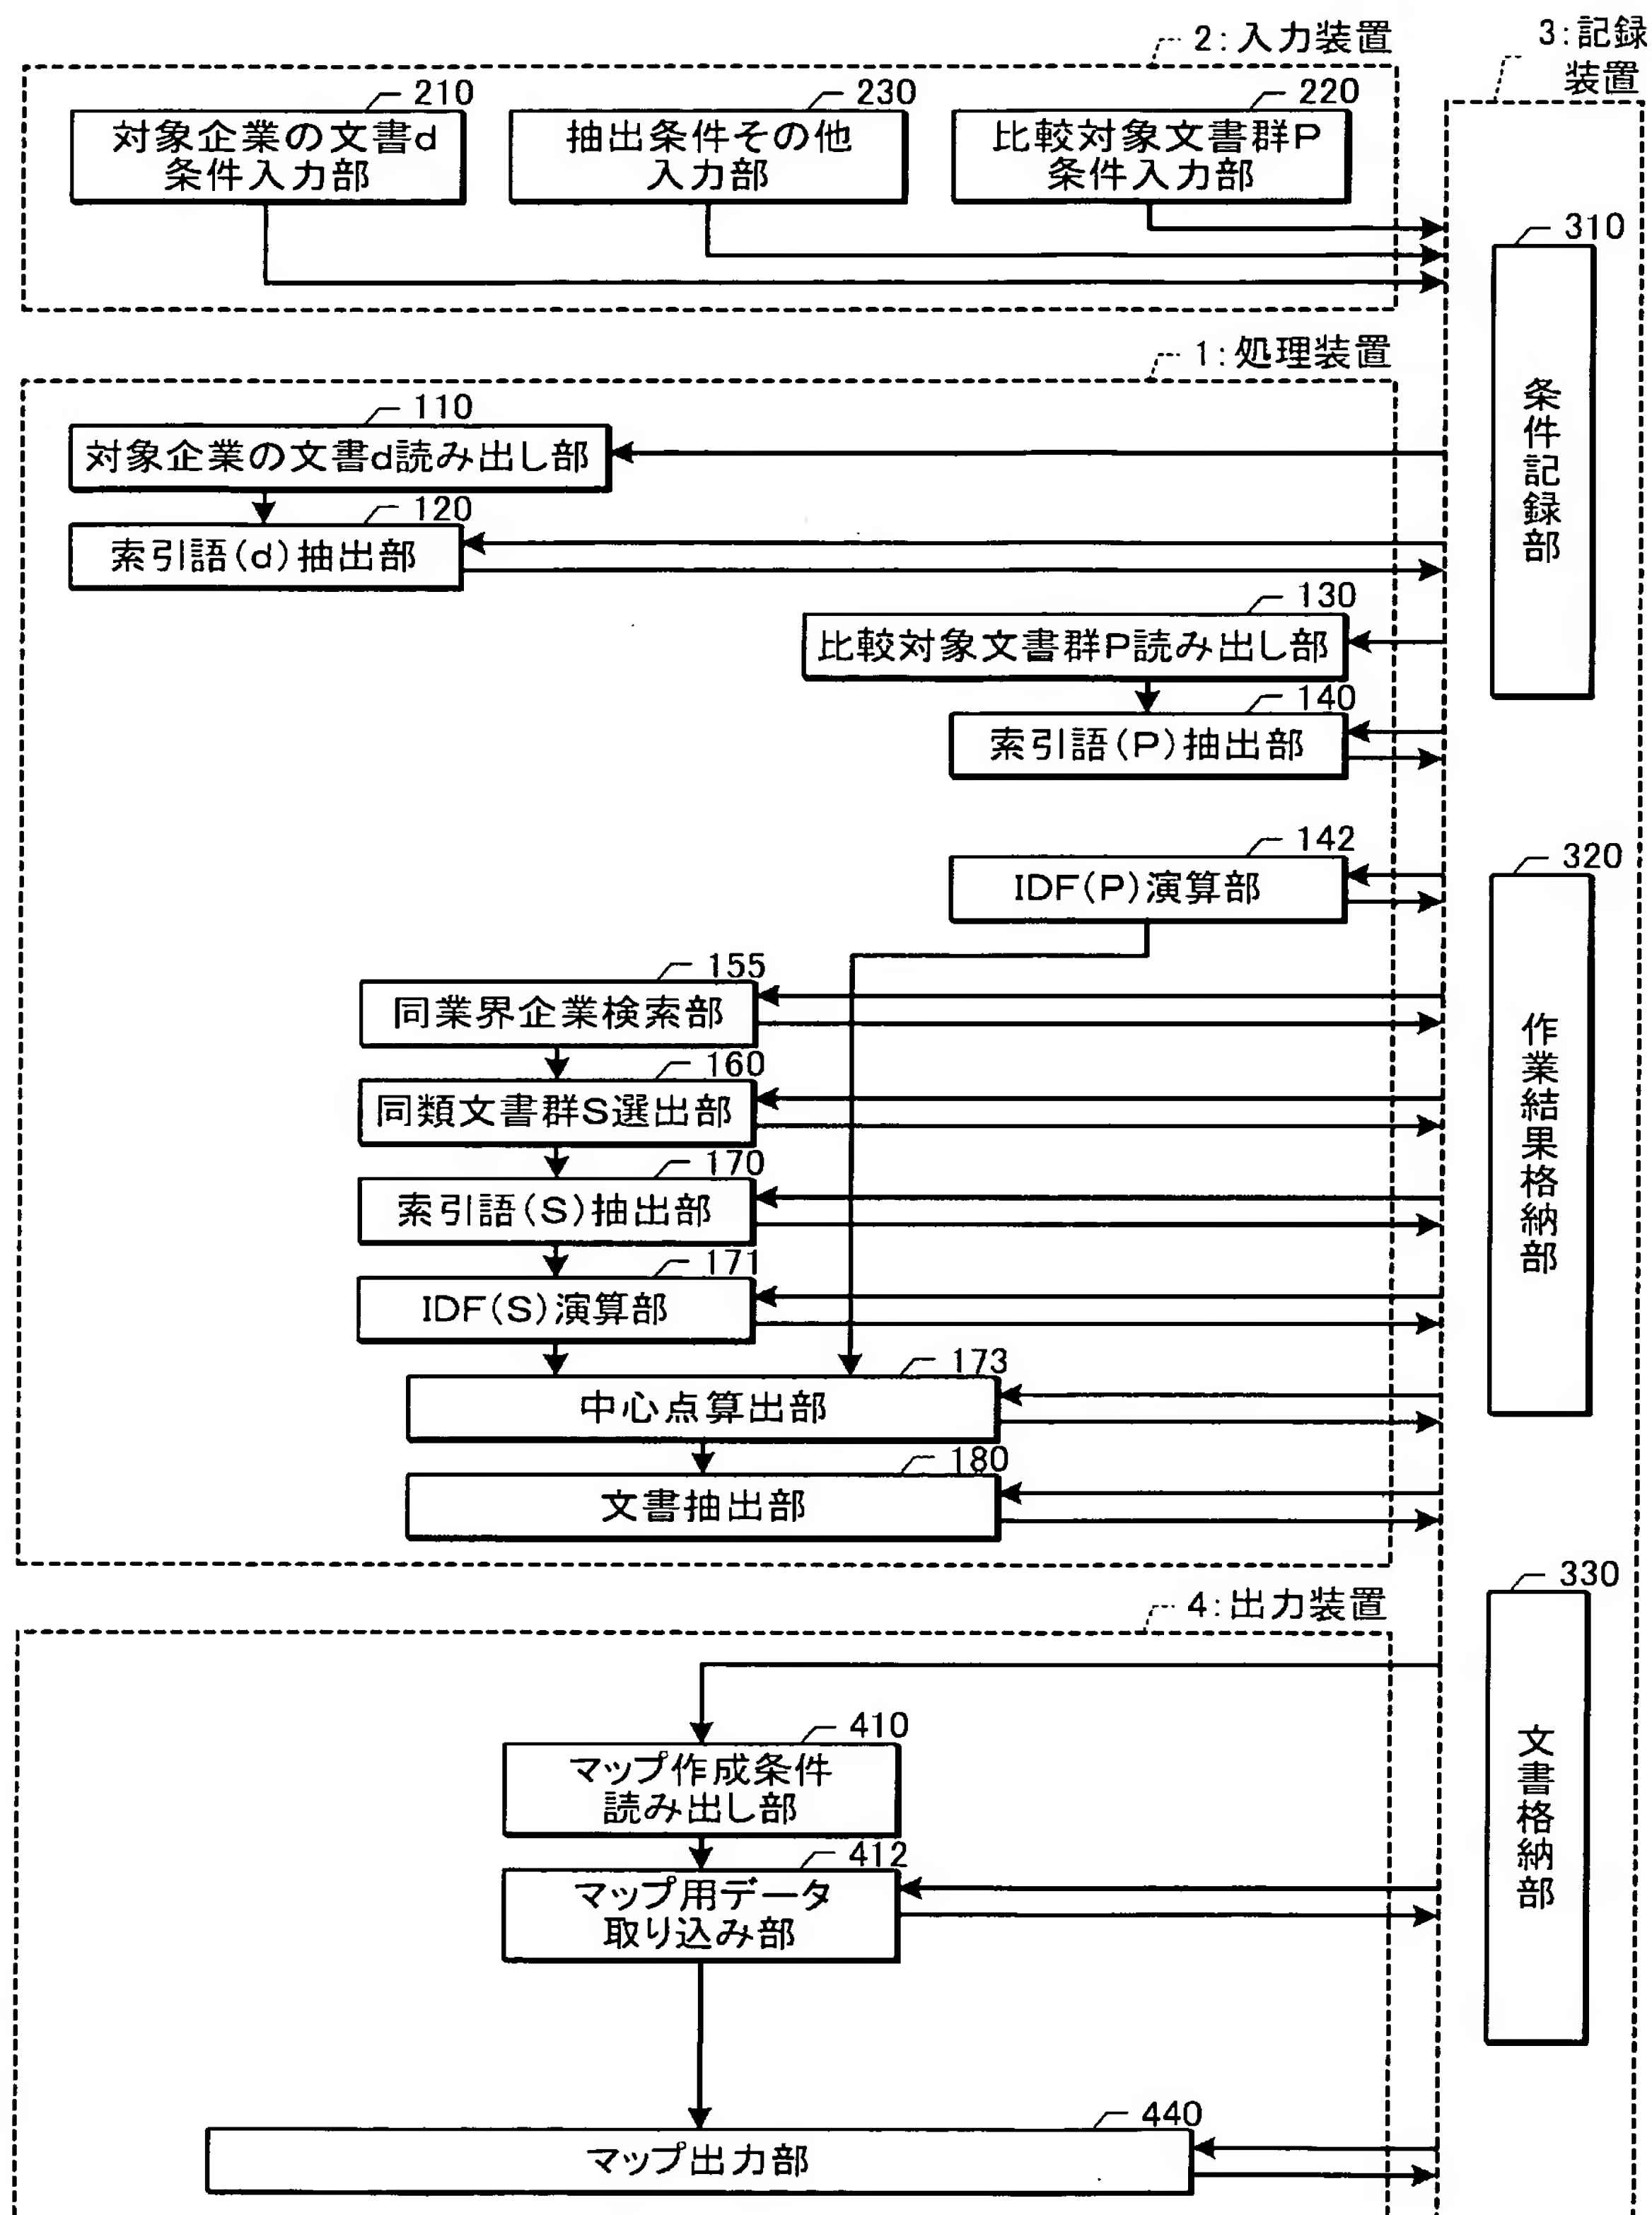 2:入力装置
3:記録
装置
210
対象企業の文書d
条件入力部
230
抽出条件その他
入力部
220
比較対象文書群P
条件入力部
310
条件記録部
1:処理装置
110
対象企業の文書d読み出し部
120
索引語(d)抽出部
130
比較対象文書群P読み出し部
140
索引語(P)抽出部
142
IDF(P)演算部
320
作業結果格納部
155
同業界企業検索部
160
同類文書群S選出部
170
索引語(S)抽出部
171
IDF(S)演算部
173
中心点算出部
180
文書抽出部
330
文書格納部
4:出力装置
410
マップ作成条件
読み出し部
412
マップ用データ
取り込み部
440
マップ出力部